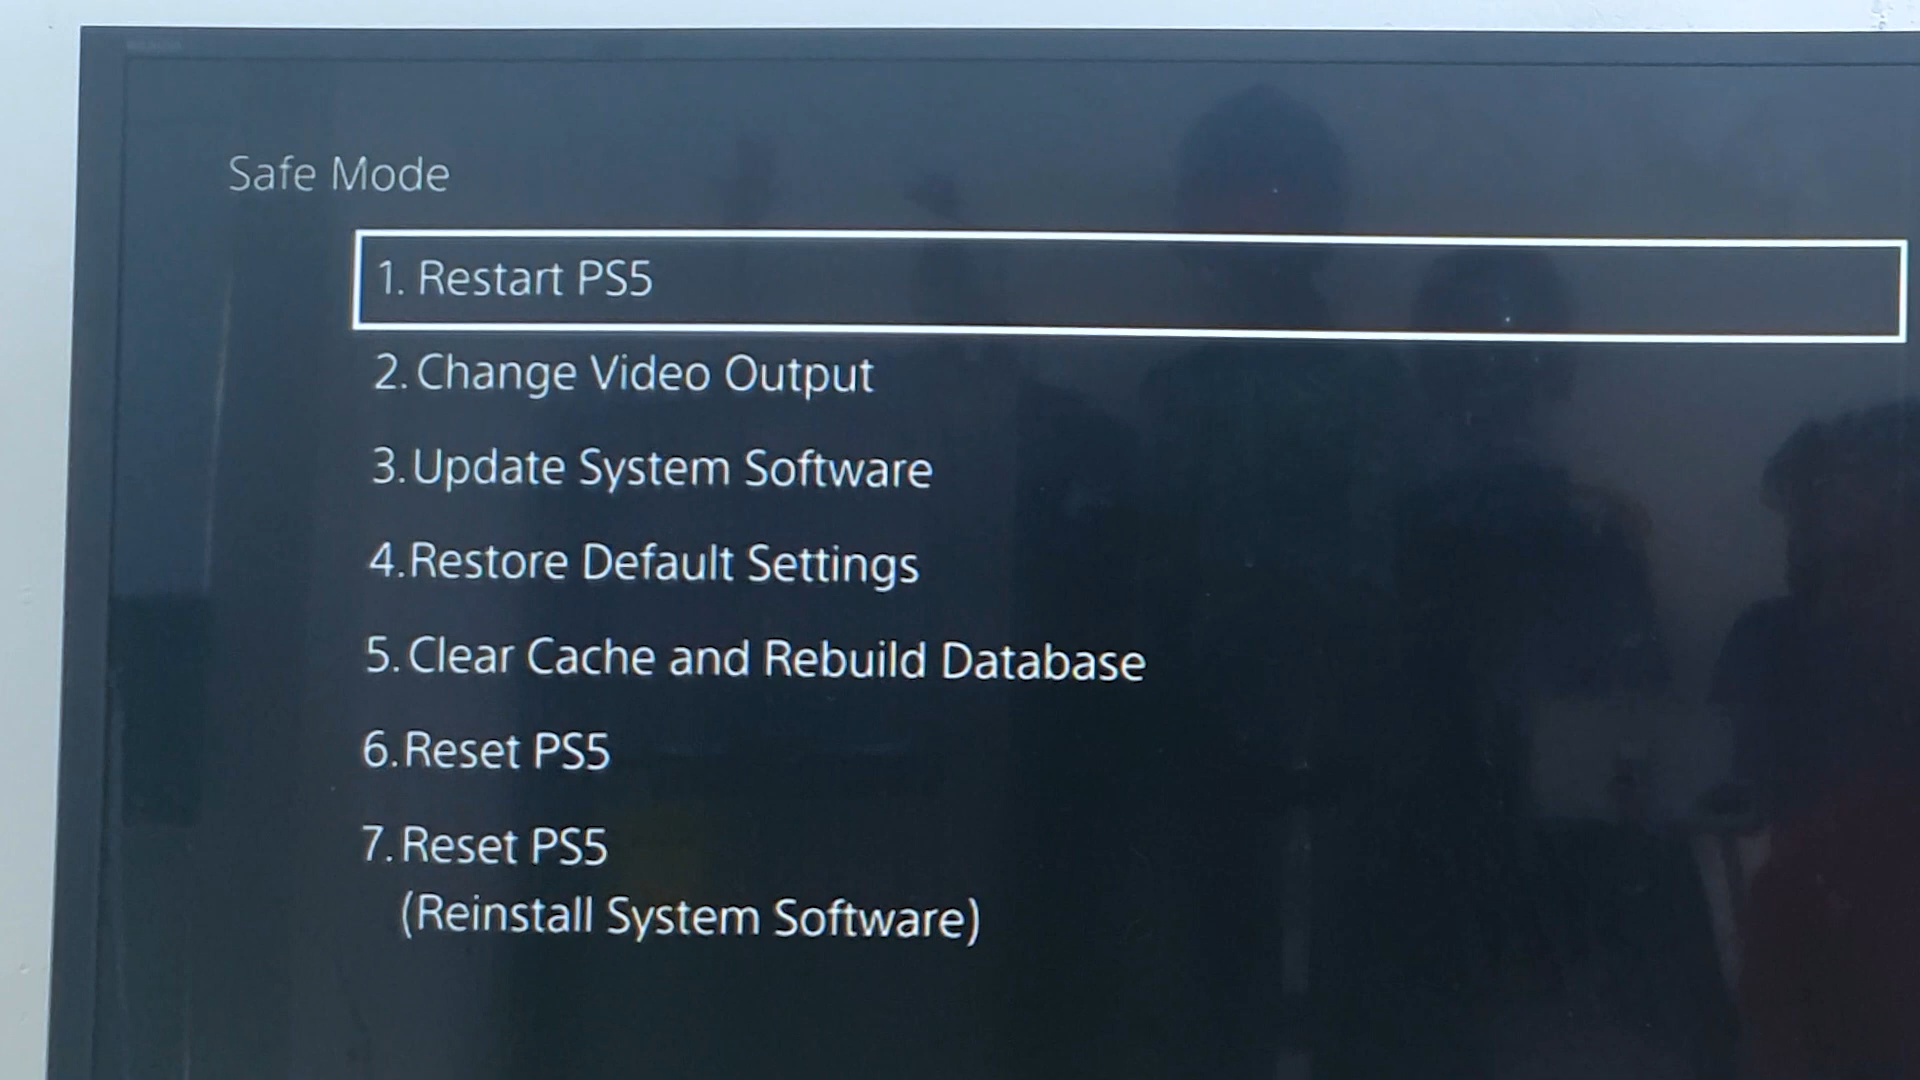 Safe Mode
1. Restart PS5
2. Change Video Output
3. Update System Software
4. Restore Default Settings
5. Clear Cache and Rebuild Database
6. Reset PS5
7. Reset PS5
(Reinstall System Software)